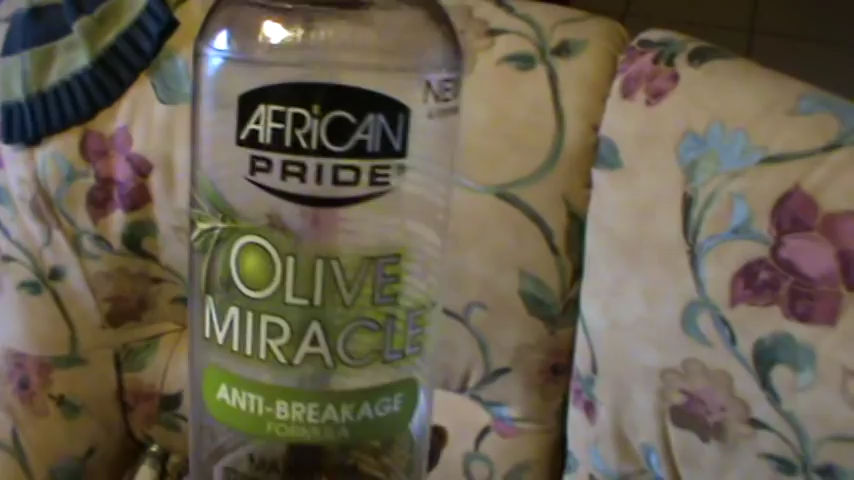 AFRiCAN
PRIDE
OLIVE
MIRACLE
ANTI-BREAKAGE
FORMULA